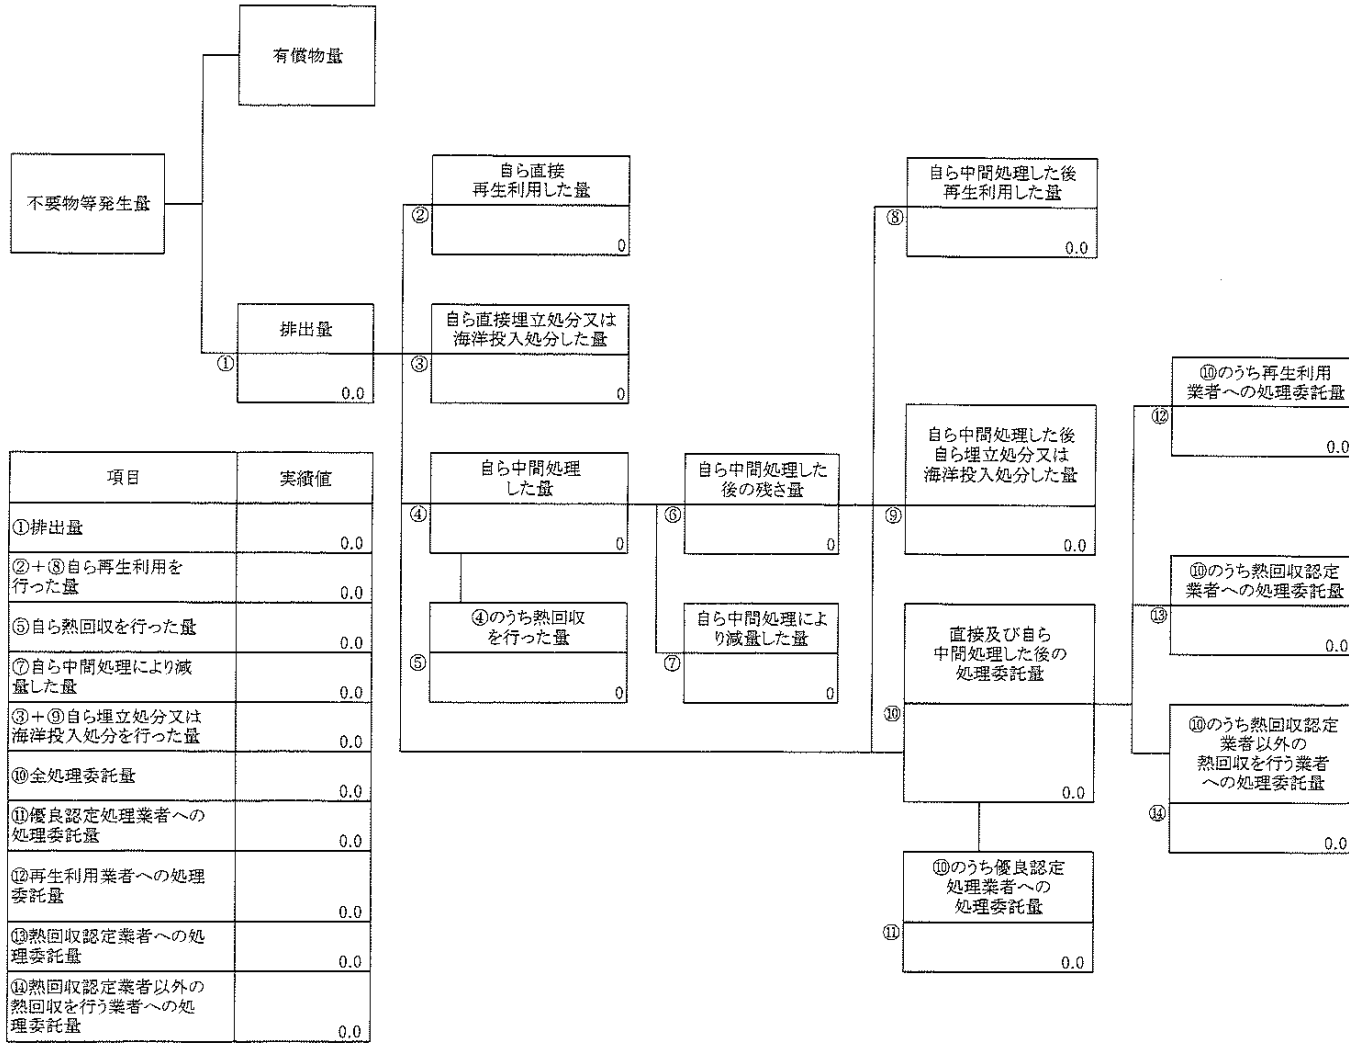 有償物量
不要物等発生量
排出量
①
0.0
自ら直接
再生利用した量
②
0
自ら直接埋立処分又は
海洋投入処分した量
③
0
自ら中間処理
した量
④
0
④のうち熱回収
を行った量
⑤
0
自ら中間処理した
後の残さ量
⑥
0
自ら中間処理によ
り減量した量
⑦
0
自ら中間処理した後
再生利用した量
⑧
0.0
自ら中間処理した後
自ら埋立処分又は
海洋投入処分した量
⑨
0.0
直接及び自ら
中間処理した後の
処理委託量
⑩
0.0
⑩のうち優良認定
処理業者への
処理委託量
⑪
0.0
⑩のうち再生利用
業者への処理委託量
⑫
0.0
⑩のうち熱回収認定
業者への処理委託量
⑬
0.0
⑩のうち熱回収認定
業者以外の
熱回収を行う業者
への処理委託量
⑭
0.0
項目 実績値
①排出量
0.0
②+⑧自ら再生利用を
行った量
0.0
⑤自ら熱回収を行った量
0.0
⑦自ら中間処理により減
量した量
0.0
③+⑨自ら埋立処分又は
海洋投入処分を行った量
0.0
⑩全処理委託量
0.0
⑪優良認定処理業者への
処理委託量
0.0
⑫再生利用業者への処理
委託量
0.0
⑬熱回収認定業者への処
理委託量
0.0
⑭熱回収認定業者以外の
熱回収を行う業者への処
理委託量
0.0